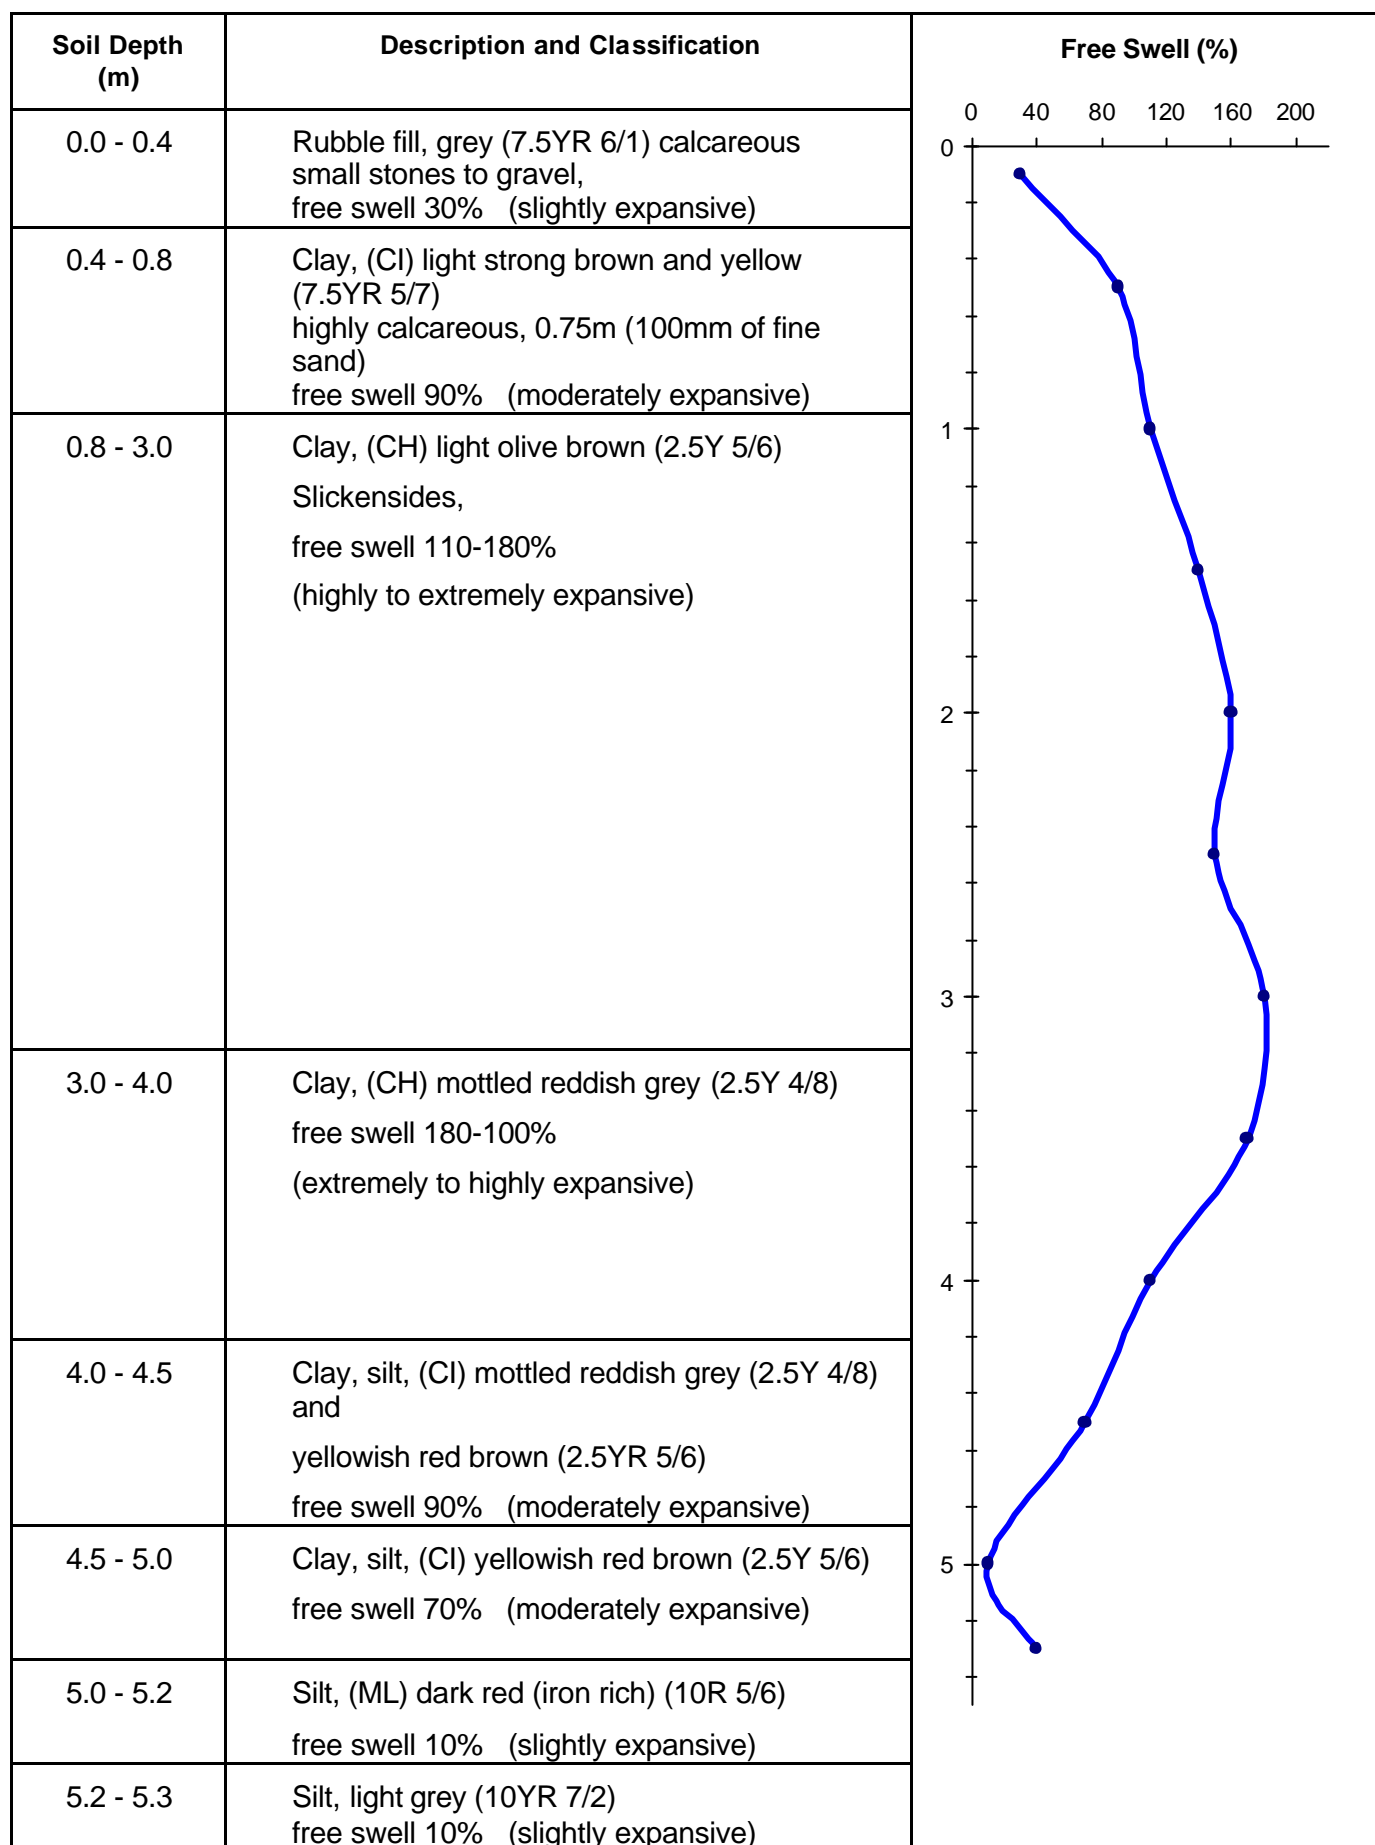 Soil Depth
(m)
Description and Classification
Free Swell (%)
0.0 - 0.4
Rubble fill, grey (7.5YR 6/1) calcareous
small stones to gravel,
free swell 30% (slightly expansive)
0.4 - 0.8
Clay, (CI) light strong brown and yellow
(7.5YR 5/7)
highly calcareous, 0.75m (100mm of fine
sand)
free swell 90% (moderately expansive)
0.8 - 3.0
Clay, (CH) light olive brown (2.5Y 5/6)
Slickensides,
free swell 110-180%
(highly to extremely expansive)
3.0 - 4.0
Clay, (CH) mottled reddish grey (2.5Y 4/8)
free swell 180-100%
(extremely to highly expansive)
4.0 - 4.5
Clay, silt, (CI) mottled reddish grey (2.5Y 4/8)
and
yellowish red brown (2.5YR 5/6)
free swell 90% (moderately expansive)
4.5 - 5.0
Clay, silt, (CI) yellowish red brown (2.5Y 5/6)
free swell 70% (moderately expansive)
5.0 - 5.2
Silt, (ML) dark red (iron rich) (10R 5/6)
free swell 10% (slightly expansive)
5.2 - 5.3
Silt, light grey (10YR 7/2)
free swell 10% (slightly expansive)
0 40 80 120 160 200
0
1
2
3
4
5